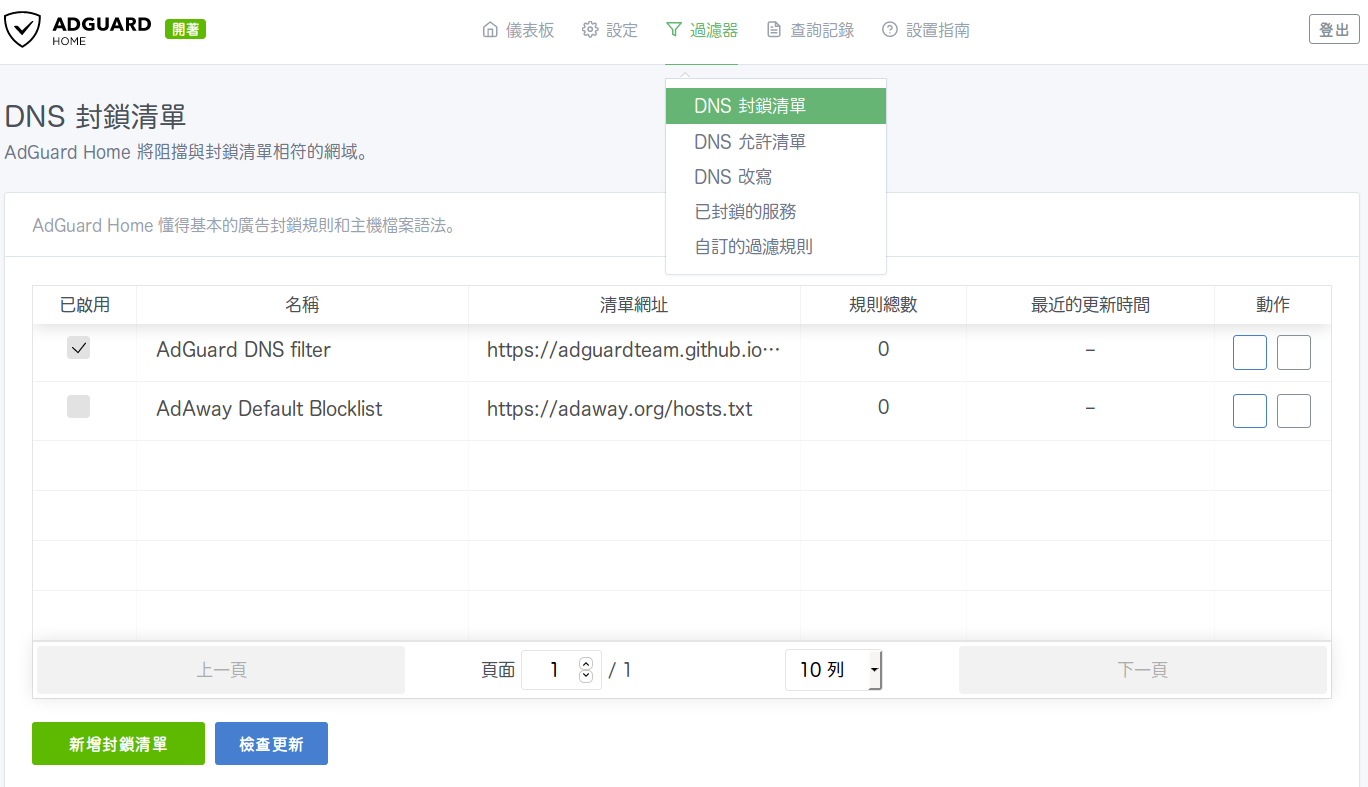 ADGUARD
HOME
開著
儀表板
設定
過濾器
查詢記錄
設置指南
登出
DNS 封鎖清單
DNS 允許清單
DNS 改寫
已封鎖的服務
自訂的過濾規則
DNS 封鎖清單
AdGuard Home 將阻擋與封鎖清單相符的網域。
AdGuard Home 懂得基本的廣告封鎖規則和主機檔案語法。
已啟用 名稱 清單網址 規則總數 最近的更新時間 動作
AdGuard DNS filter https://adguardteam.github.io… 0 –
AdAway Default Blocklist https://adaway.org/hosts.txt 0 –
上一頁 頁面 1 / 1 10 列 下一頁
新增封鎖清單 檢查更新